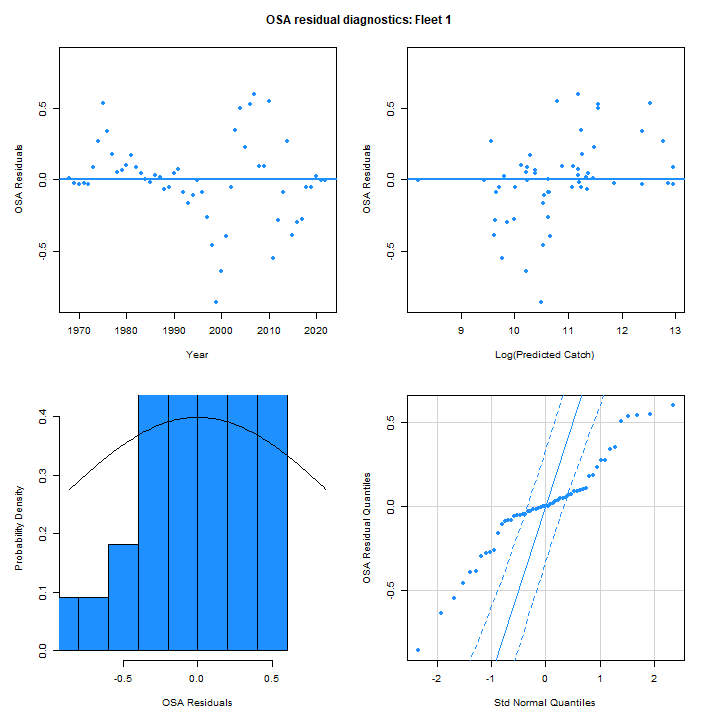 OSA residual diagnostics: Fleet 1
OSA Residuals
0.5
0.0
-0.5
1970 1980 1990 2000 2010 2020
Year
OSA Residuals
0.5
0.0
-0.5
9 10 11 12 13
Log(Predicted Catch)
Probability Density
0.4
0.3
0.2
0.1
0.0
-0.5 0.0 0.5
OSA Residuals
OSA Residual Quantiles
0.5
0.0
-0.5
-2 -1 0 1 2
Std Normal Quantiles